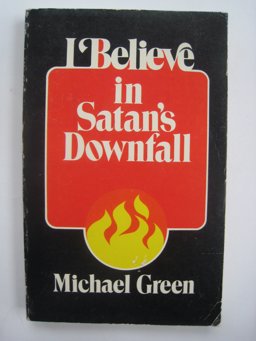 I Believe
in
Satan's
Downfall
Michael Green